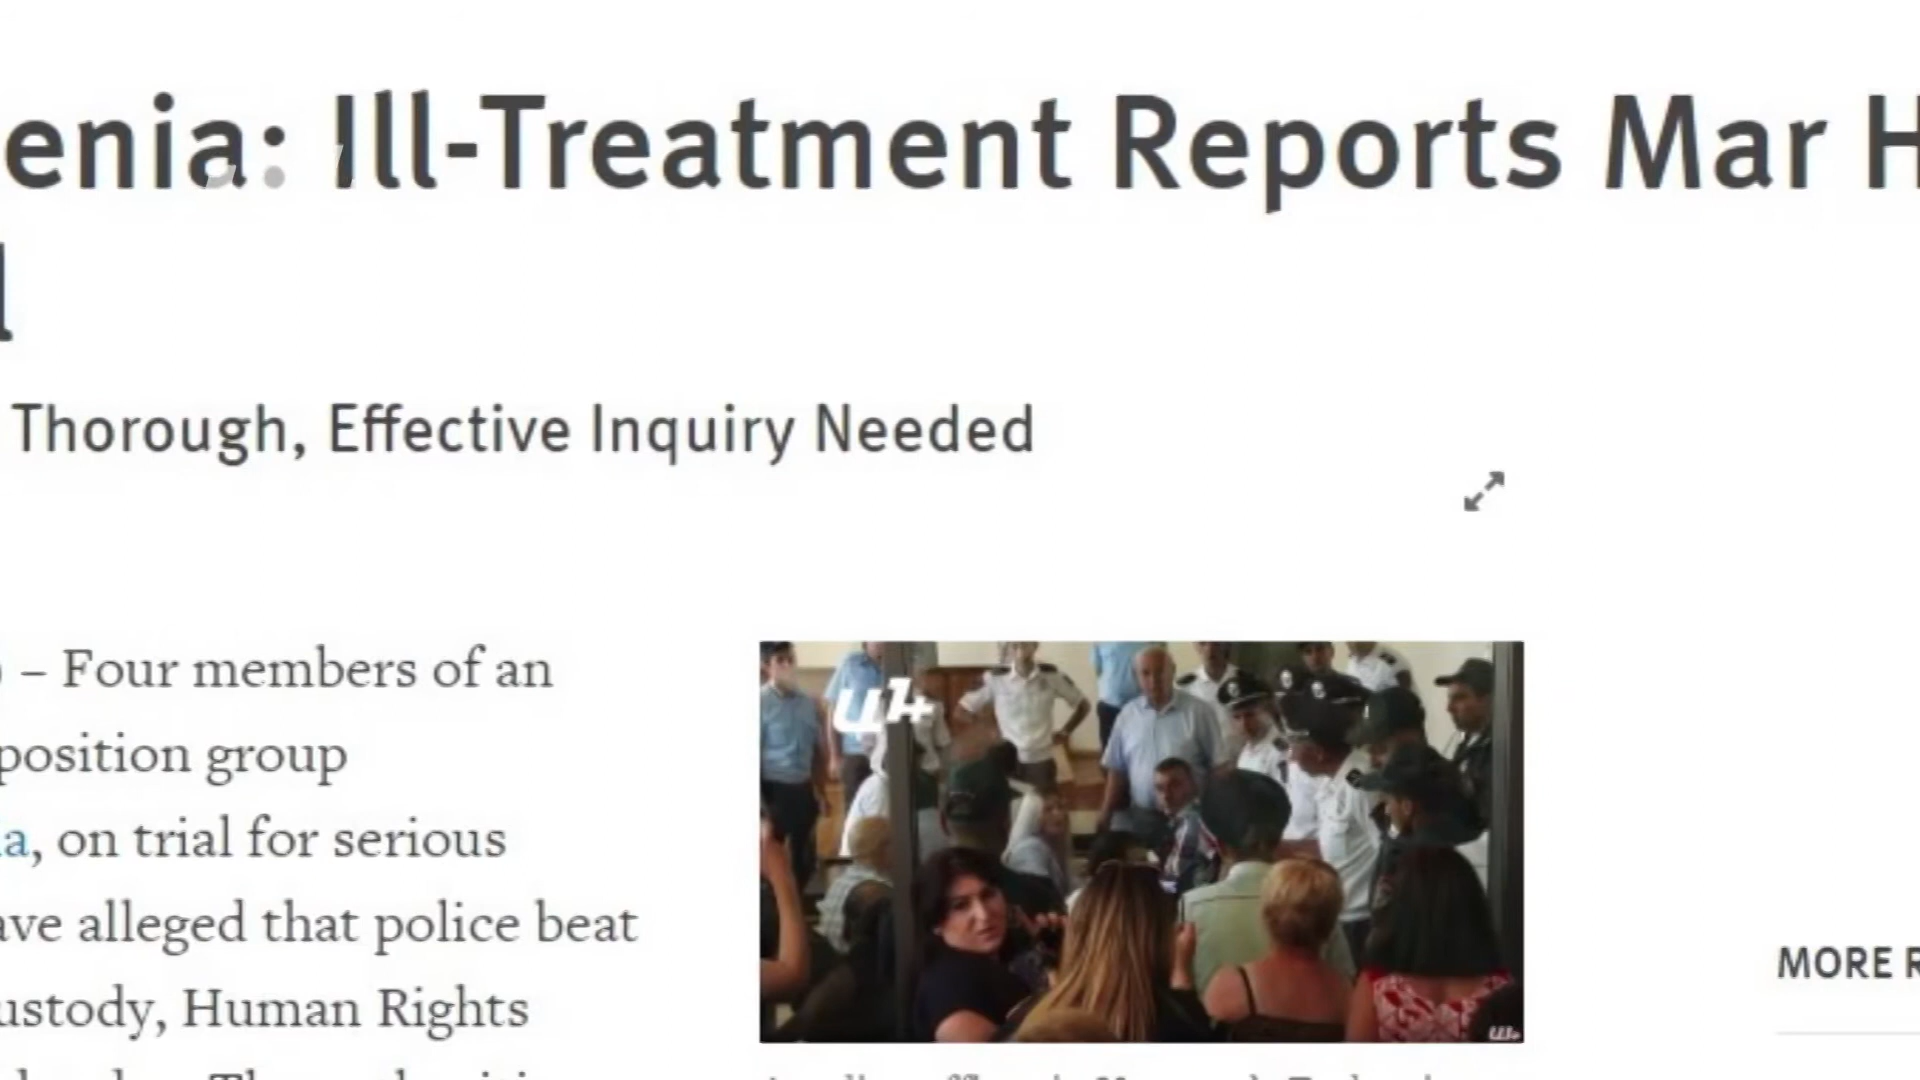 enia: Ill-Treatment Reports Mar H
l
Thorough, Effective Inquiry Needed
– Four members of an
position group
a, on trial for serious
ave alleged that police beat
ustody, Human Rights
ա1+
MORE R